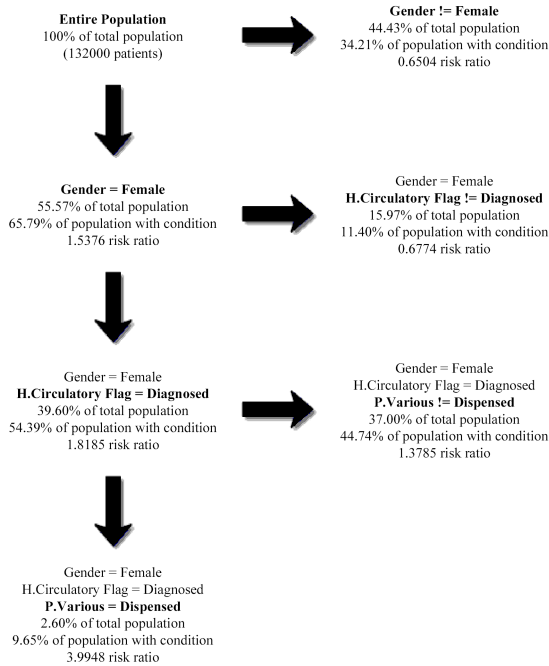 Entire Population
100% of total population
(132000 patients)
Gender != Female
44.43% of total population
34.21% of population with condition
0.6504 risk ratio
Gender = Female
55.57% of total population
65.79% of population with condition
1.5376 risk ratio
Gender = Female
H.Circulatory Flag != Diagnosed
15.97% of total population
11.40% of population with condition
0.6774 risk ratio
Gender = Female
H.Circulatory Flag = Diagnosed
39.60% of total population
54.39% of population with condition
1.8185 risk ratio
Gender = Female
H.Circulatory Flag = Diagnosed
P.Various != Dispensed
37.00% of total population
44.74% of population with condition
1.3785 risk ratio
Gender = Female
H.Circulatory Flag = Diagnosed
P.Various = Dispensed
2.60% of total population
9.65% of population with condition
3.9948 risk ratio